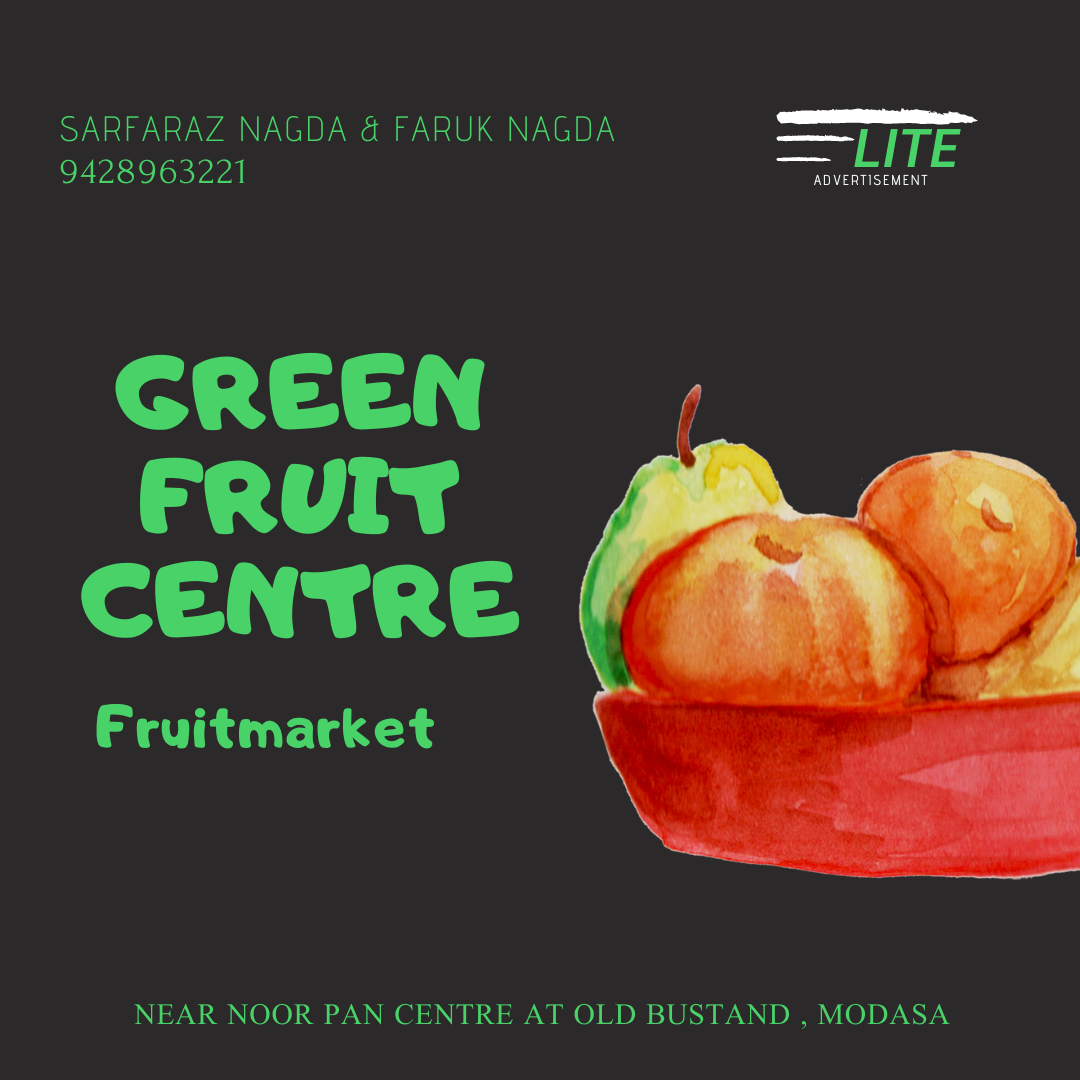 SARFARAZ NAGDA & FARUK NAGDA
9428963221
LITE
ADVERTISEMENT
GREEN
FRUIT
CENTRE
Fruitmarket
NEAR NOOR PAN CENTRE AT OLD BUSTAND , MODASA